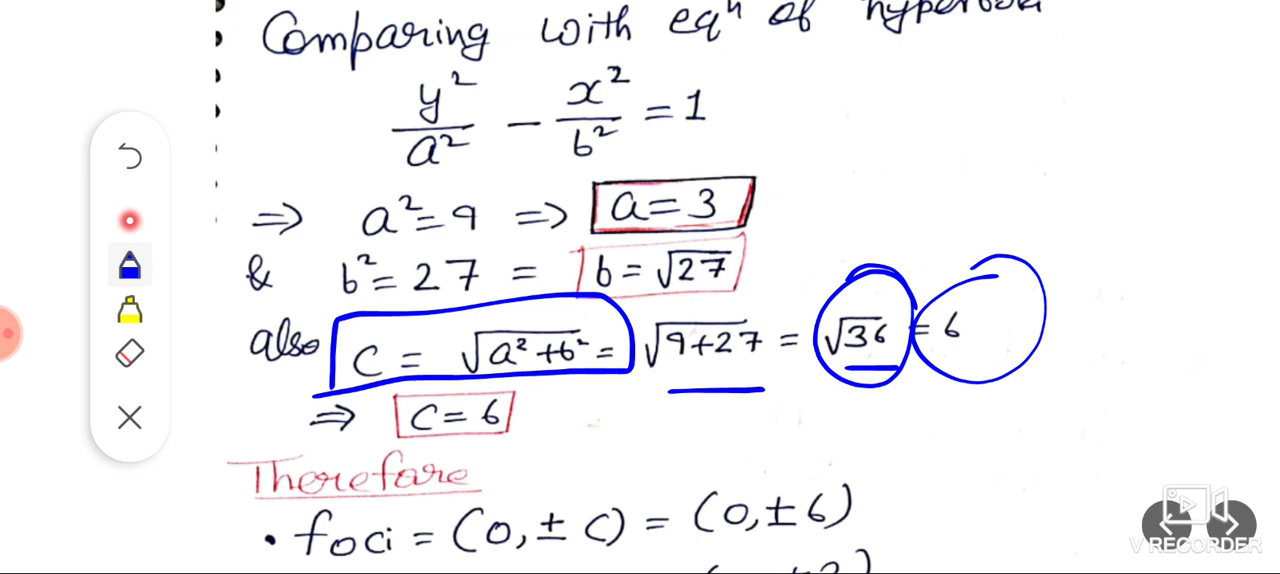 Comparing with eqⁿ of
y²/a² - x²/b² = 1
=> a² = 9 => a = 3
& b² = 27 = b = √27
also C = √a² + b² = √9+27 = √36 = 6
=> C = 6
Therefore
• foci = (0, ± C) = (0, ± 6)
V RECORDER